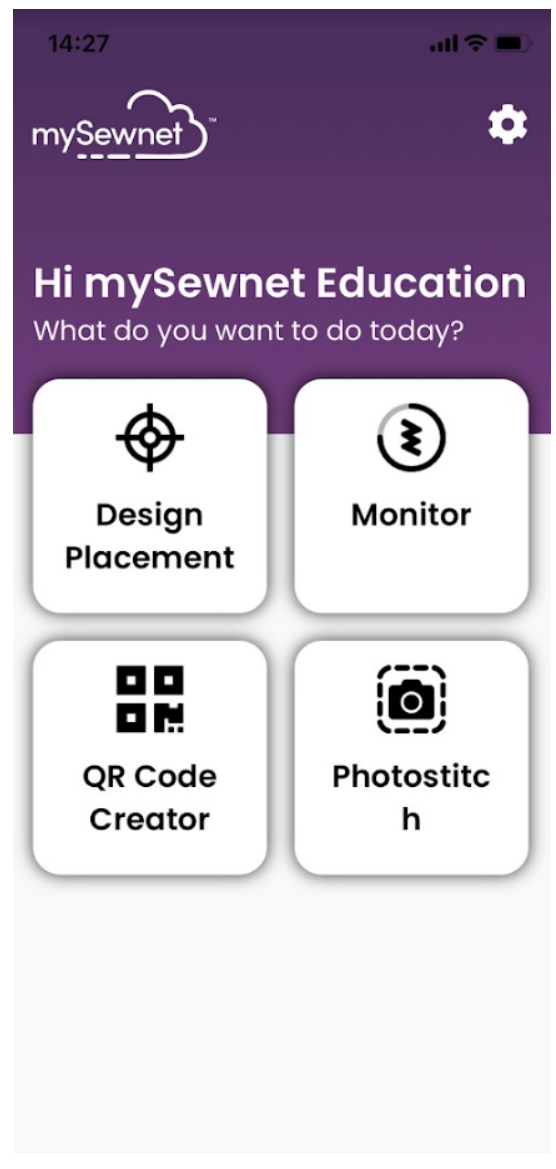 14:27
mySewnet™
Hi mySewnet Education
What do you want to do today?
Design
Placement
Monitor
QR Code
Creator
Photostitc
h